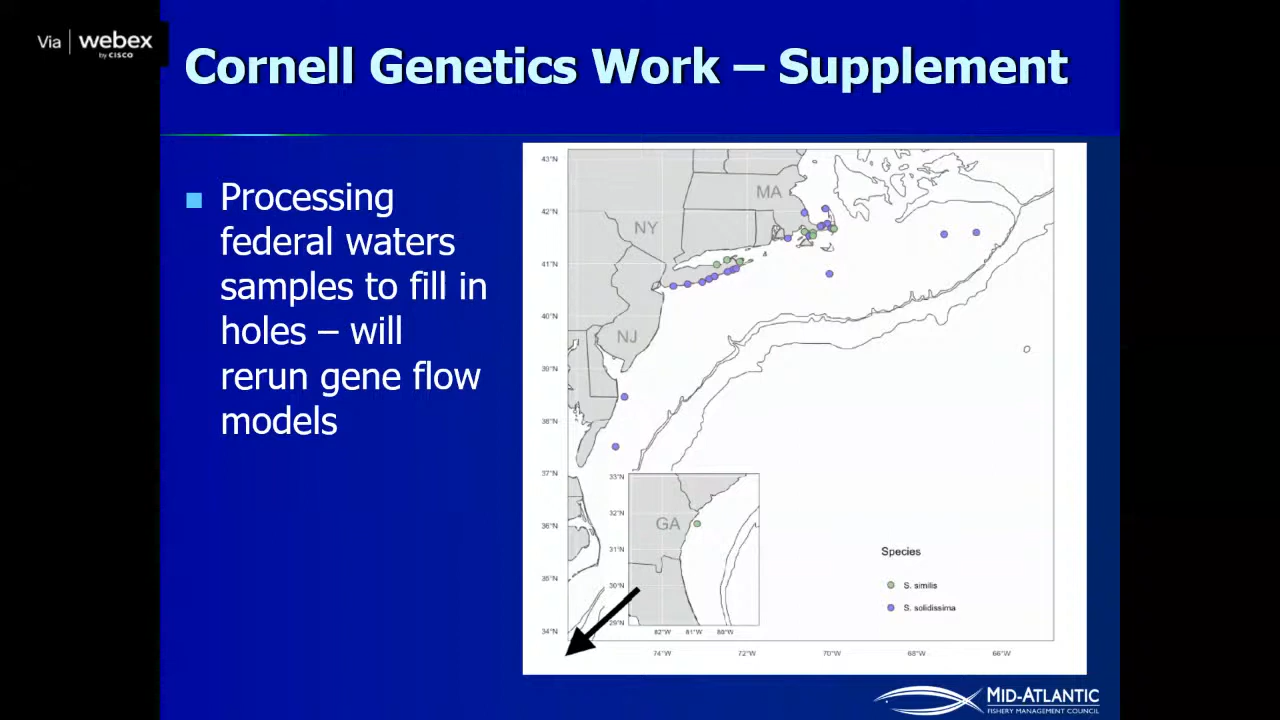 Via webex
by CISCO
Cornell Genetics Work – Supplement
Processing
federal waters
samples to fill in
holes – will
rerun gene flow
models
43°N
42°N
41°N
40°N
39°N
38°N
37°N
36°N
35°N
34°N
MA
NY
NJ
33°N
32°N
31°N
30°N
29°N
GA
82°W 81°W 80°W
Species
S. similis
S. solidissima
74°W 72°W 70°W 68°W 66°W
MID-ATLANTIC
FISHERY MANAGEMENT COUNCIL